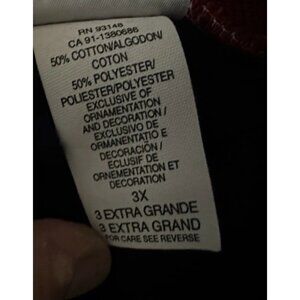 RN 93146
CA 91-1380686
50% COTTON/ALGODON/
COTON
50% POLYESTER/
POLIESTER/POLYESTER
EXCLUSIVE OF
ORNAMENTATION
AND DECORATION /
EXCLUSIVO DE
ORMANENTATIO E
DECORACIÓN /
ECLUSIF DE
ORNEMENTATION ET
DECORATION
3X
3 EXTRA GRANDE
3 EXTRA GRAND
FOR CARE SEE REVERSE